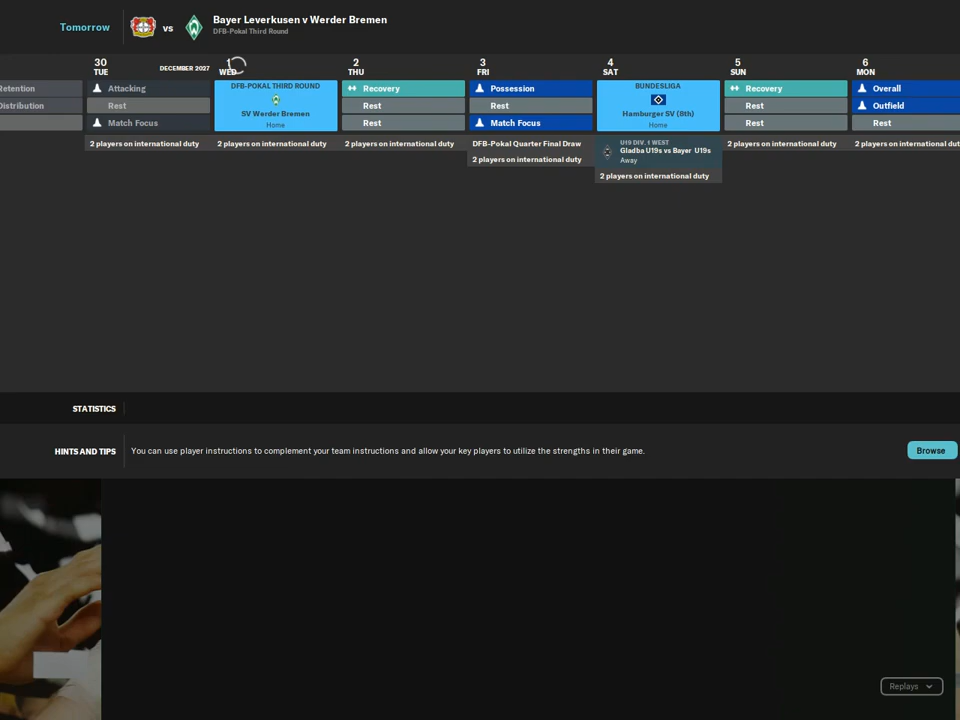 Tomorrow
vs
Bayer Leverkusen v Werder Bremen
DFB-Pokal Third Round
30
TUE
DECEMBER 2027
1
WED
2
THU
3
FRI
4
SAT
5
SUN
6
MON
Retention
Distribution
Attacking
Rest
Match Focus
DFB-POKAL THIRD ROUND
SV Werder Bremen
Home
Recovery
Rest
Rest
Possession
Rest
Match Focus
BUNDESLIGA
Hamburger SV (8th)
Home
Recovery
Rest
Rest
Overall
Outfield
Rest
2 players on international duty
2 players on international duty
2 players on international duty
DFB-Pokal Quarter Final Draw
2 players on international duty
U19 DIV. 1 WEST
Gladba U19s vs Bayer U19s
Away
2 players on international duty
2 players on international duty
2 players on international dut
STATISTICS
HINTS AND TIPS
You can use player instructions to complement your team instructions and allow your key players to utilize the strengths in their game.
Browse
Replays